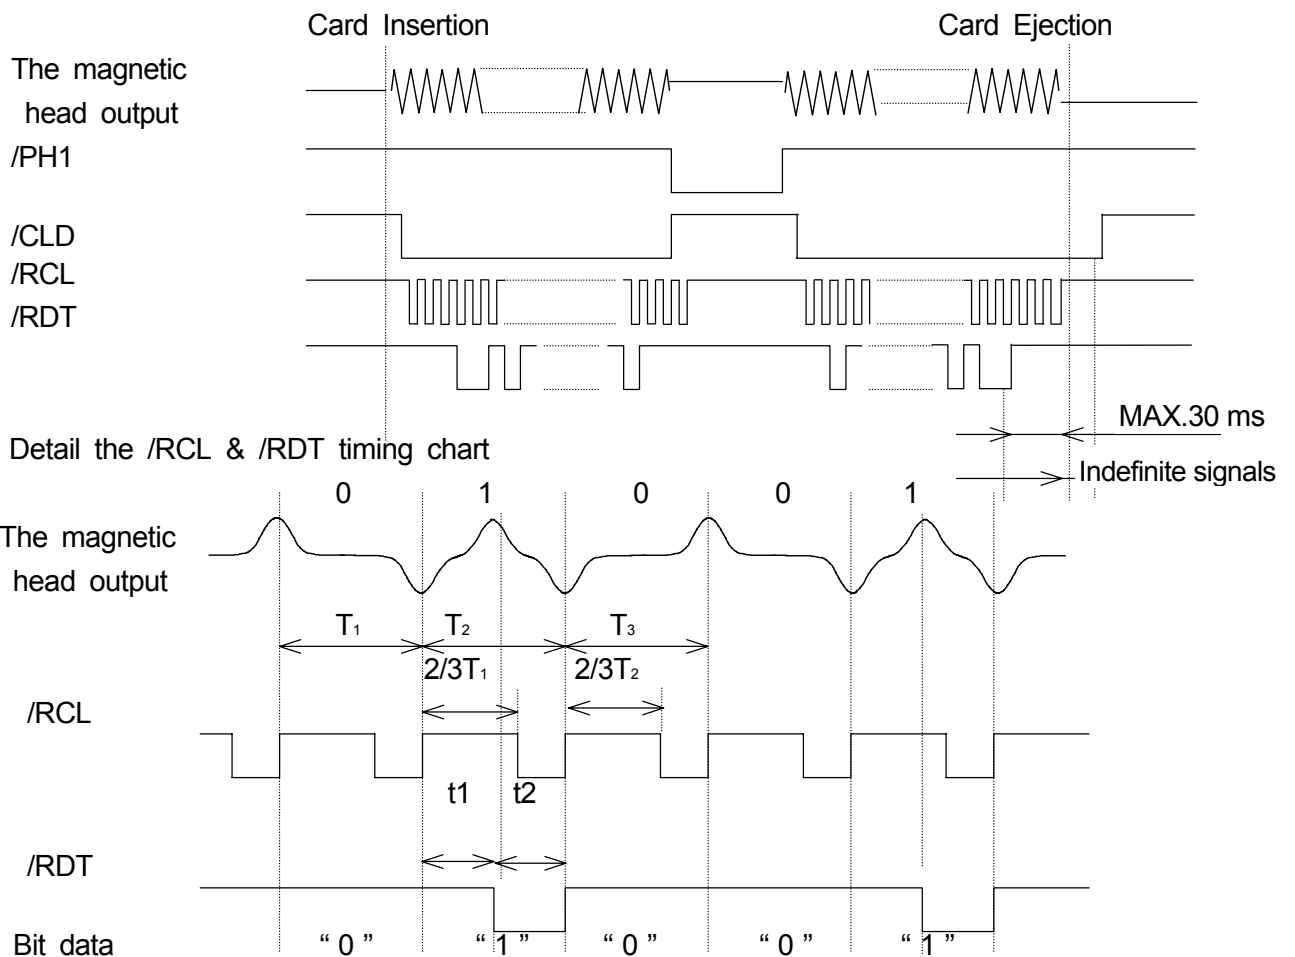 Card Insertion
Card Ejection
The magnetic
head output
/PH1
/CLD
/RCL
/RDT
MAX.30 ms
Indefinite signals
Detail the /RCL & /RDT timing chart
0 1 0 0 1
The magnetic
head output
T₁ T₂ T₃
2/3T₁ 2/3T₂
/RCL
t1 t2
/RDT
Bit data “ 0 ” “ 1 ” “ 0 ” “ 0 ” “ 1 ”